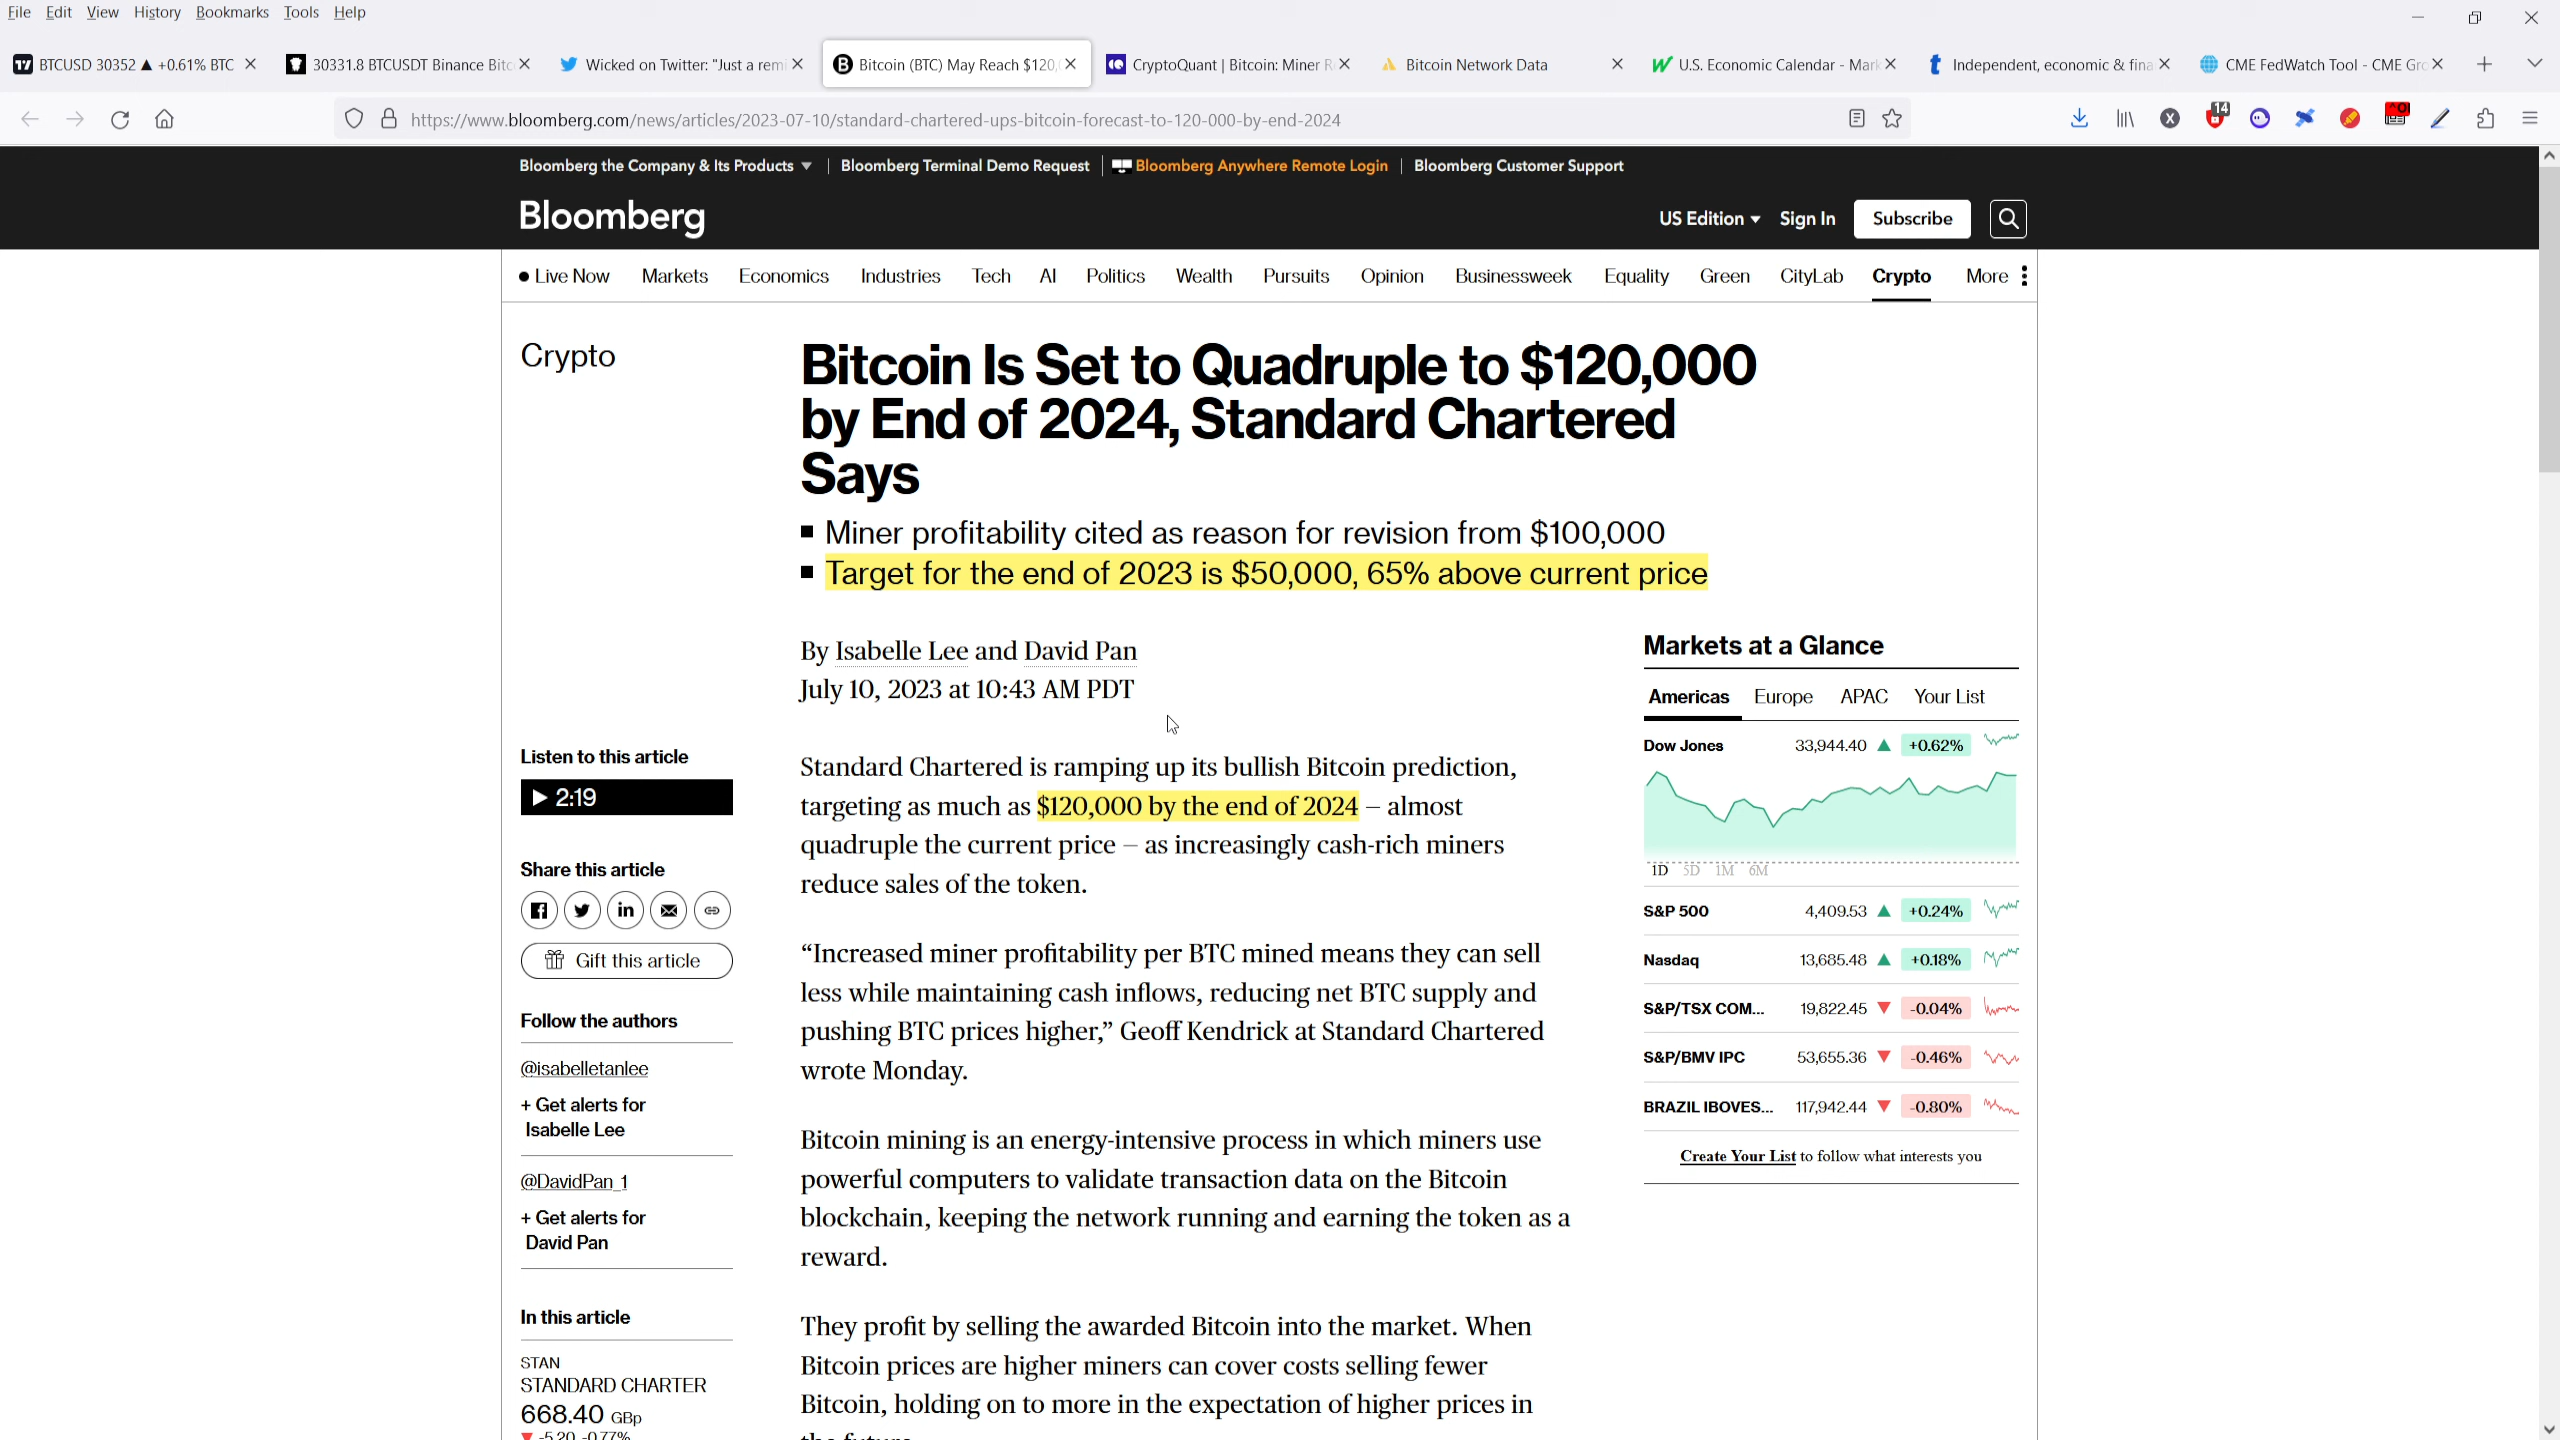 File Edit View History Bookmarks Tools Help
BTCUSD 30352 ▲ +0.61% BTC
30331.8 BTCUSDT Binance Bitc
Wicked on Twitter: "Just a rem
Bitcoin (BTC) May Reach $120,
CryptoQuant | Bitcoin: Miner R
Bitcoin Network Data
U.S. Economic Calendar - Mark
Independent, economic & fina
CME FedWatch Tool - CME Gro
https://www.bloomberg.com/news/articles/2023-07-10/standard-chartered-ups-bitcoin-forecast-to-120-000-by-end-2024
14
Bloomberg the Company & Its Products ▼ | Bloomberg Terminal Demo Request | Bloomberg Anywhere Remote Login | Bloomberg Customer Support
Bloomberg
US Edition ▼ Sign In Subscribe
Live Now Markets Economics Industries Tech AI Politics Wealth Pursuits Opinion Businessweek Equality Green CityLab Crypto More
Crypto
Bitcoin Is Set to Quadruple to $120,000
by End of 2024, Standard Chartered
Says
■ Miner profitability cited as reason for revision from $100,000
■ Target for the end of 2023 is $50,000, 65% above current price
By Isabelle Lee and David Pan
July 10, 2023 at 10:43 AM PDT
Listen to this article
▶ 2:19
Share this article
Gift this article
Follow the authors
@isabelletanlee
+ Get alerts for
Isabelle Lee
@DavidPan_1
+ Get alerts for
David Pan
In this article
STAN
STANDARD CHARTER
668.40 GBp
▼ -5.20 -0.77%
Standard Chartered is ramping up its bullish Bitcoin prediction,
targeting as much as $120,000 by the end of 2024 – almost
quadruple the current price – as increasingly cash-rich miners
reduce sales of the token.
“Increased miner profitability per BTC mined means they can sell
less while maintaining cash inflows, reducing net BTC supply and
pushing BTC prices higher,” Geoff Kendrick at Standard Chartered
wrote Monday.
Bitcoin mining is an energy-intensive process in which miners use
powerful computers to validate transaction data on the Bitcoin
blockchain, keeping the network running and earning the token as a
reward.
They profit by selling the awarded Bitcoin into the market. When
Bitcoin prices are higher miners can cover costs selling fewer
Bitcoin, holding on to more in the expectation of higher prices in
Markets at a Glance
Americas Europe APAC Your List
Dow Jones 33,944.40 ▲ +0.62%
1D 5D 1M 6M
S&P 500 4,409.53 ▲ +0.24%
Nasdaq 13,685.48 ▲ +0.18%
S&P/TSX COM... 19,822.45 ▼ -0.04%
S&P/BMV IPC 53,655.36 ▼ -0.46%
BRAZIL IBOVES... 117,942.44 ▼ -0.80%
Create Your List to follow what interests you